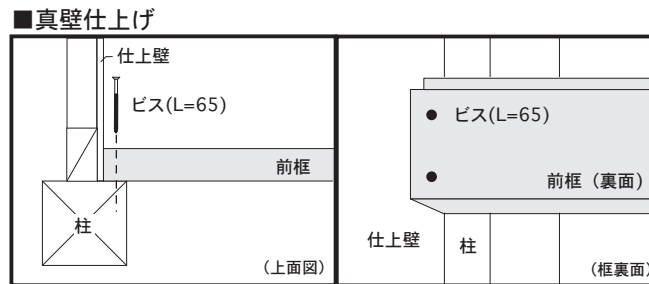 ■真壁仕上げ
仕上壁
ビス(L=65)
前框
柱
(上面図)
ビス(L=65)
前框（裏面）
仕上壁
柱
(框裏面)